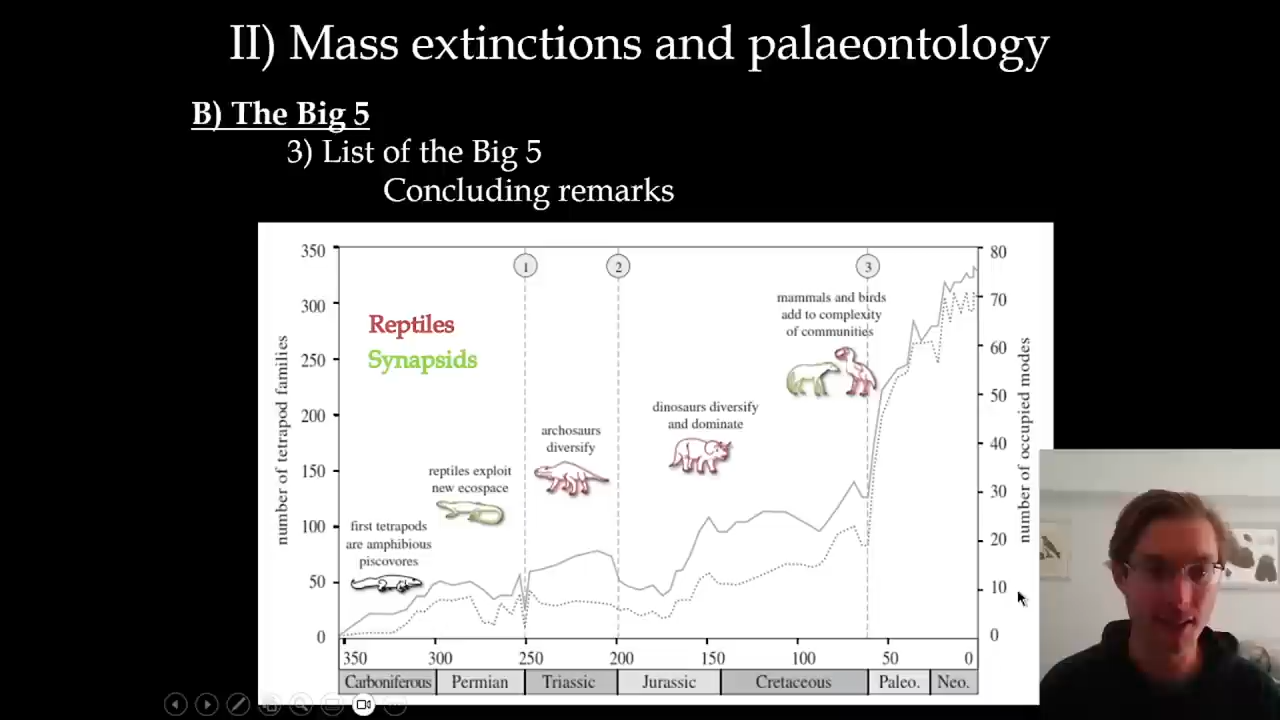 II) Mass extinctions and palaeontology
B) The Big 5
3) List of the Big 5
Concluding remarks
350
300
250
200
150
100
50
0
number of tetrapod families
80
70
60
50
40
30
20
10
0
number of occupied modes
1
2
3
Reptiles
Synapsids
mammals and birds
add to complexity
of communities
dinosaurs diversify
and dominate
archosaurs
diversify
reptiles exploit
new ecospace
first tetrapods
are amphibious
piscovores
350 300 250 200 150 100 50 0
Carboniferous Permian Triassic Jurassic Cretaceous Paleo. Neo.